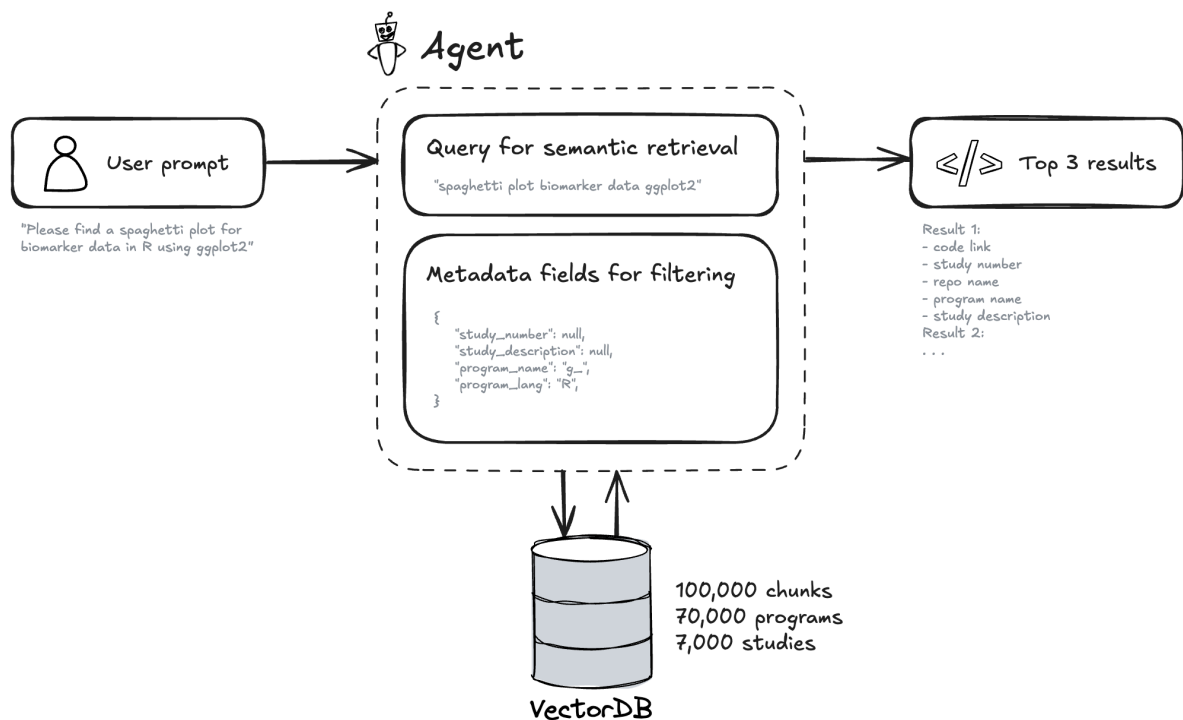 Agent
User prompt
"Please find a spaghetti plot for
biomarker data in R using ggplot2"
Query for semantic retrieval
"spaghetti plot biomarker data ggplot2"
Metadata fields for filtering
{
"study_number": null,
"study_description": null,
"program_name": "g_",
"program_lang": "R",
}
</> Top 3 results
Result 1:
- code link
- study number
- repo name
- program name
- study description
Result 2:
. . .
100,000 chunks
70,000 programs
7,000 studies
VectorDB